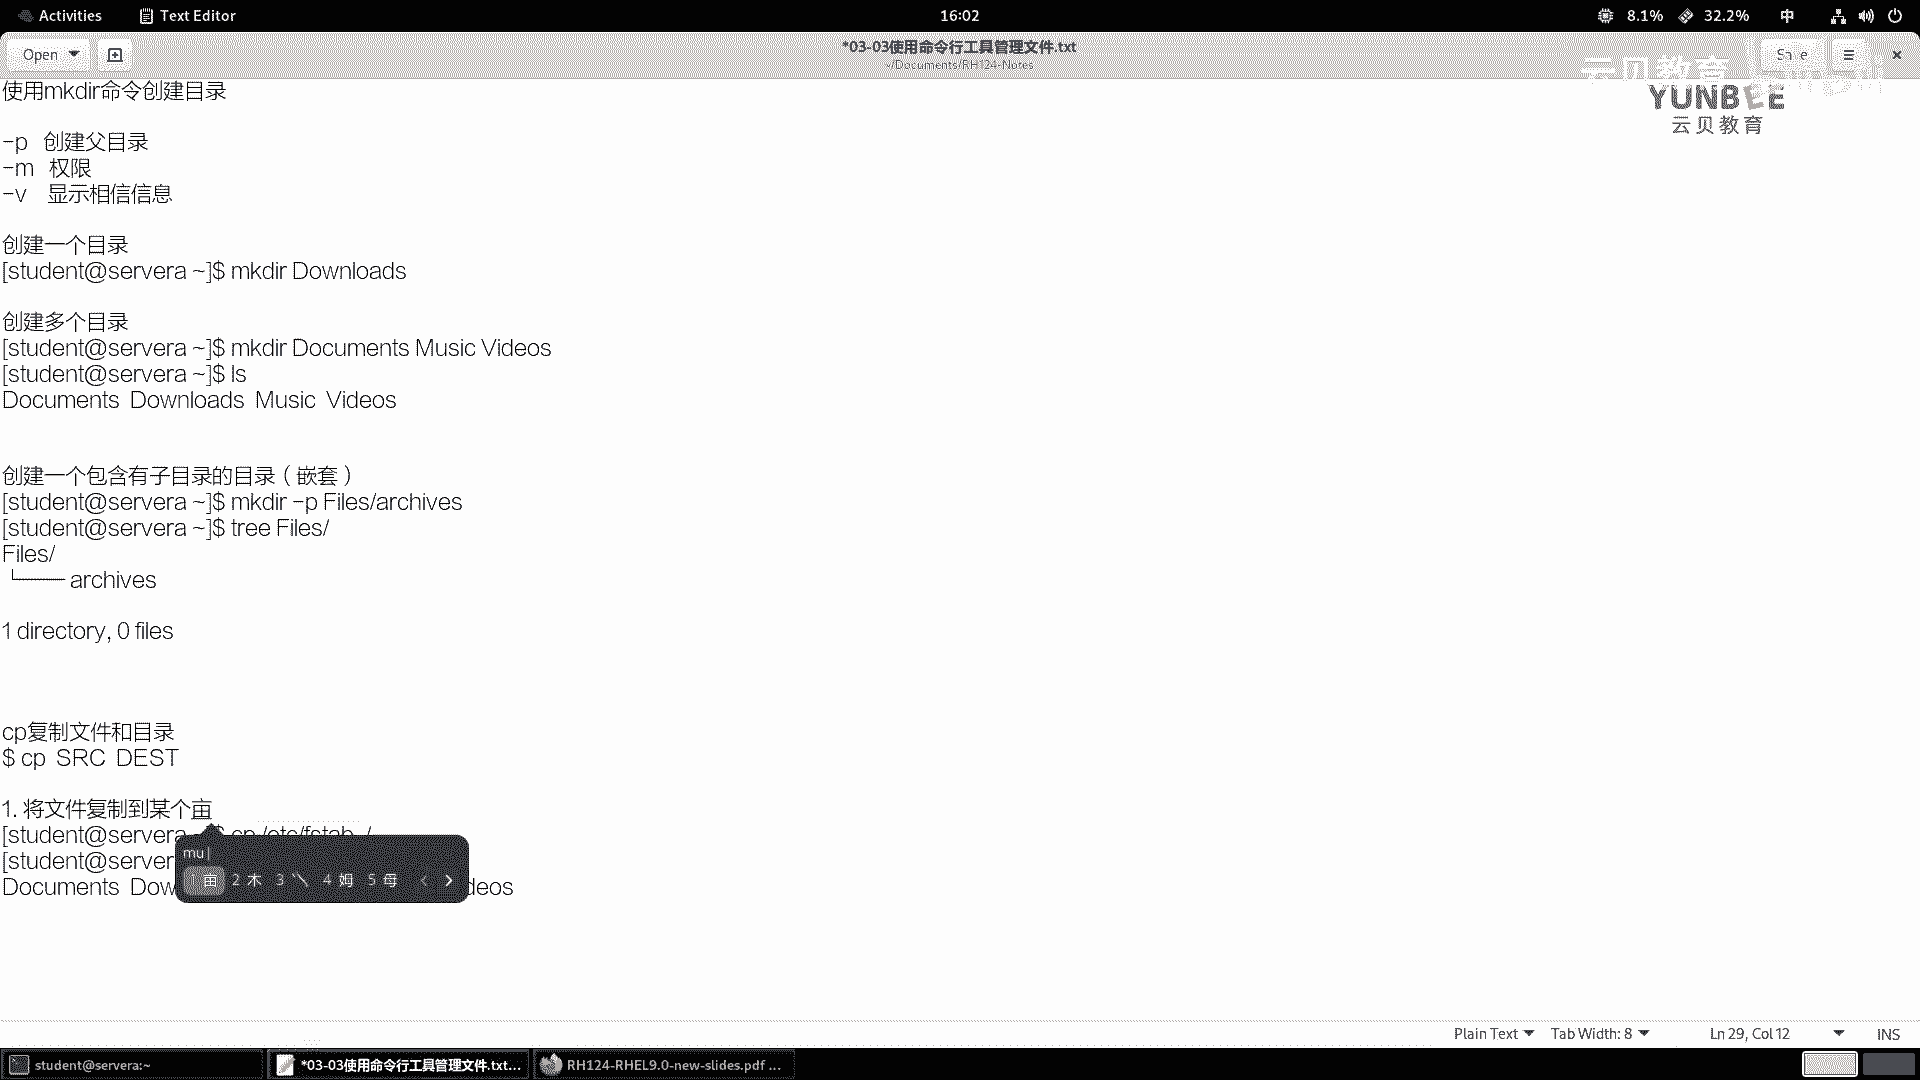 Activities Text Editor 16:02 8.1% 32.2% 中
Open *03-03使用命令行工具管理文件.txt Save
~/Documents/RH124-Notes
云贝教育
YUNBEE
云贝教育
使用mkdir命令创建目录
-p 创建父目录
-m 权限
-v 显示相信信息
创建一个目录
[student@servera ~]$ mkdir Downloads
创建多个目录
[student@servera ~]$ mkdir Documents Music Videos
[student@servera ~]$ ls
Documents Downloads Music Videos
创建一个包含有子目录的目录（嵌套）
[student@servera ~]$ mkdir -p Files/archives
[student@servera ~]$ tree Files/
Files/
└── archives
1 directory, 0 files
cp复制文件和目录
$ cp SRC DEST
1. 将文件复制到某个亩
[student@servera ~]$ cp /etc/fstab ./
[student@server
Documents Dow deos
mu
1 亩 2 木 3 ㄟ 4 姆 5 母
Plain Text Tab Width: 8 Ln 29, Col 12 INS
student@servera:~ *03-03使用命令行工具管理文件.txt... RH124-RHEL9.0-new-slides.pdf ...